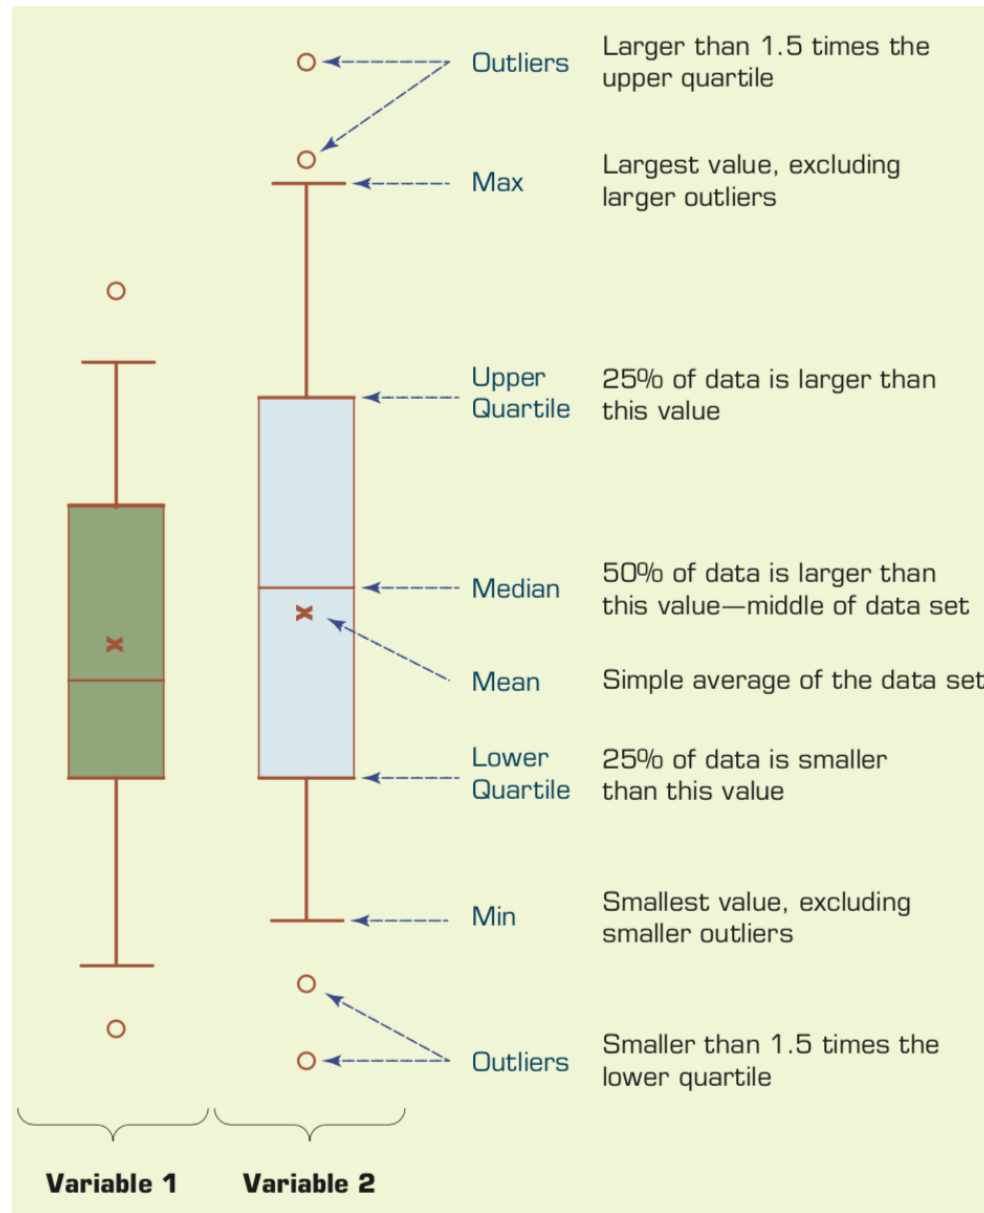 Outliers
Larger than 1.5 times the
upper quartile
Max
Largest value, excluding
larger outliers
Upper
Quartile
25% of data is larger than
this value
Median
50% of data is larger than
this value—middle of data set
Mean
Simple average of the data set
Lower
Quartile
25% of data is smaller
than this value
Min
Smallest value, excluding
smaller outliers
Outliers
Smaller than 1.5 times the
lower quartile
Variable 1
Variable 2